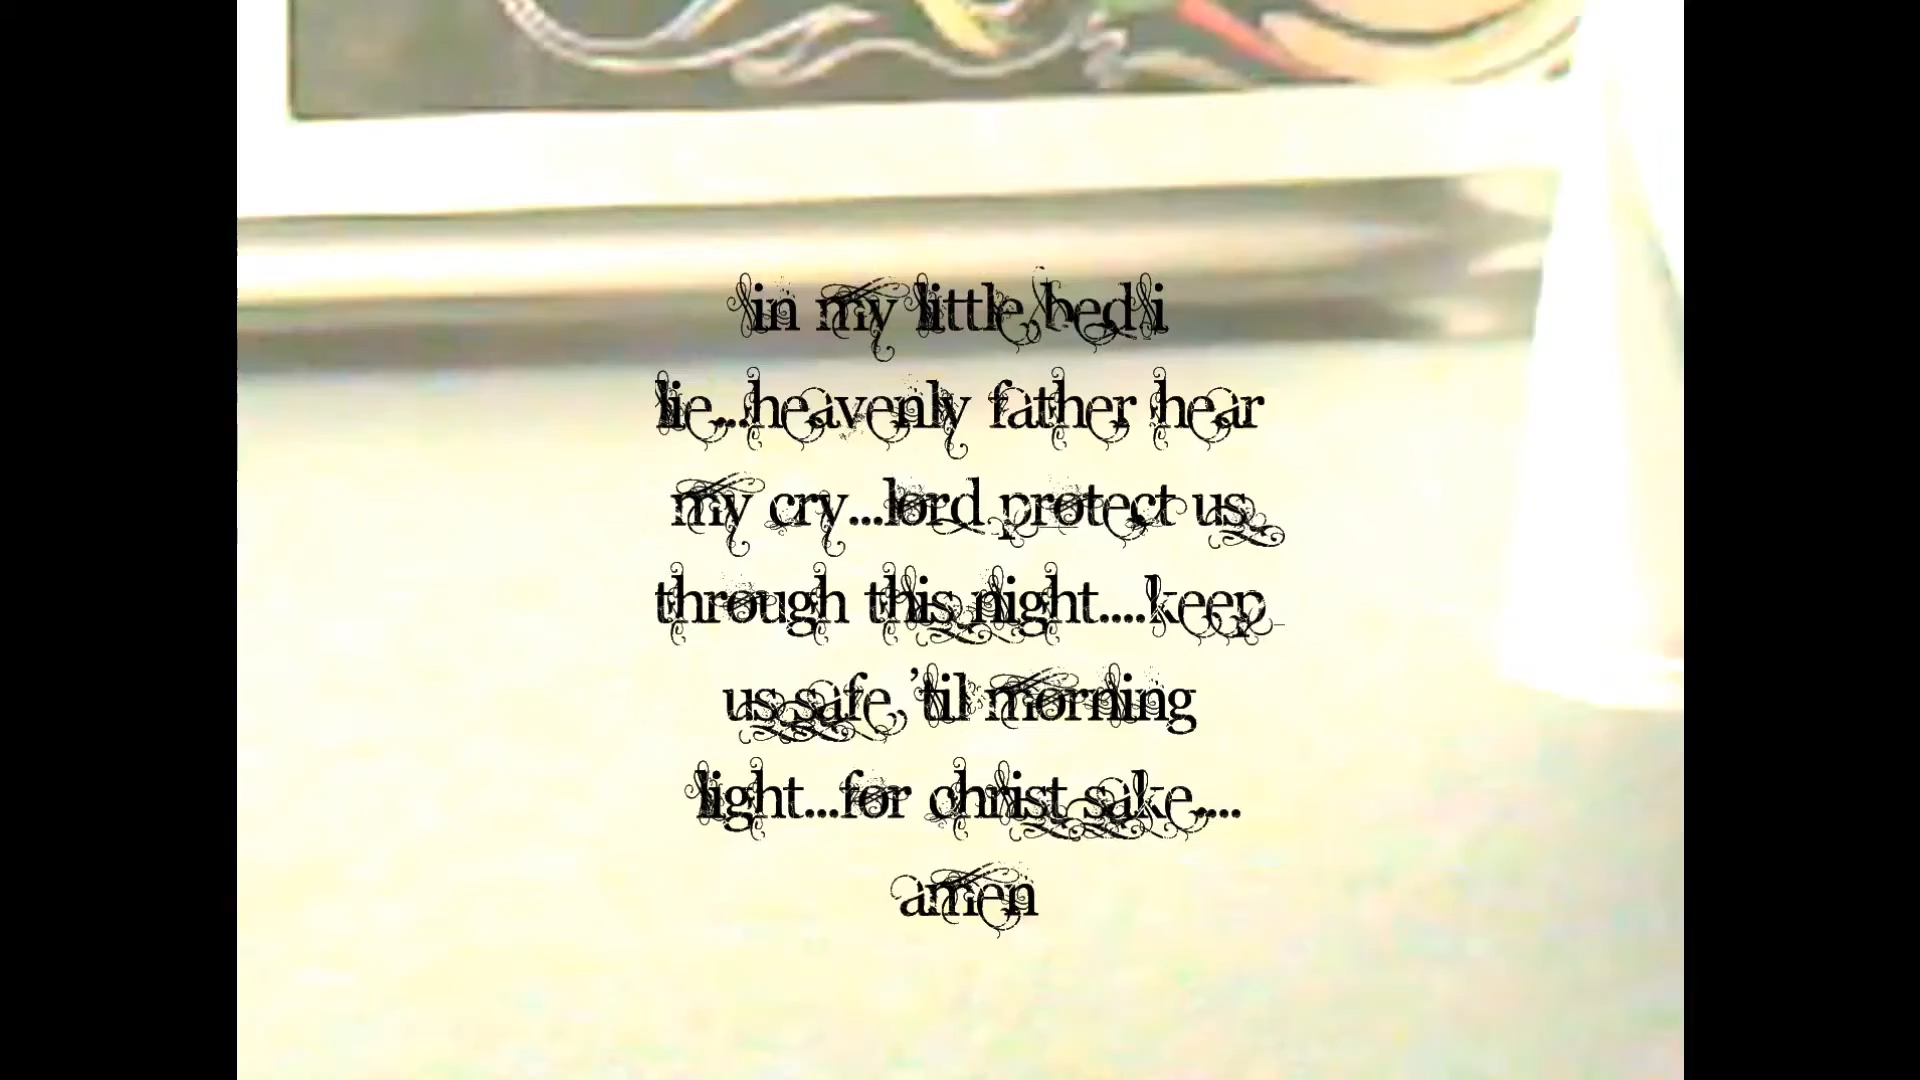 in my little bed i
lie...heavenly father hear
my cry...lord protect us
through this night....keep
us safe 'til morning
light...for christ sake....
amen